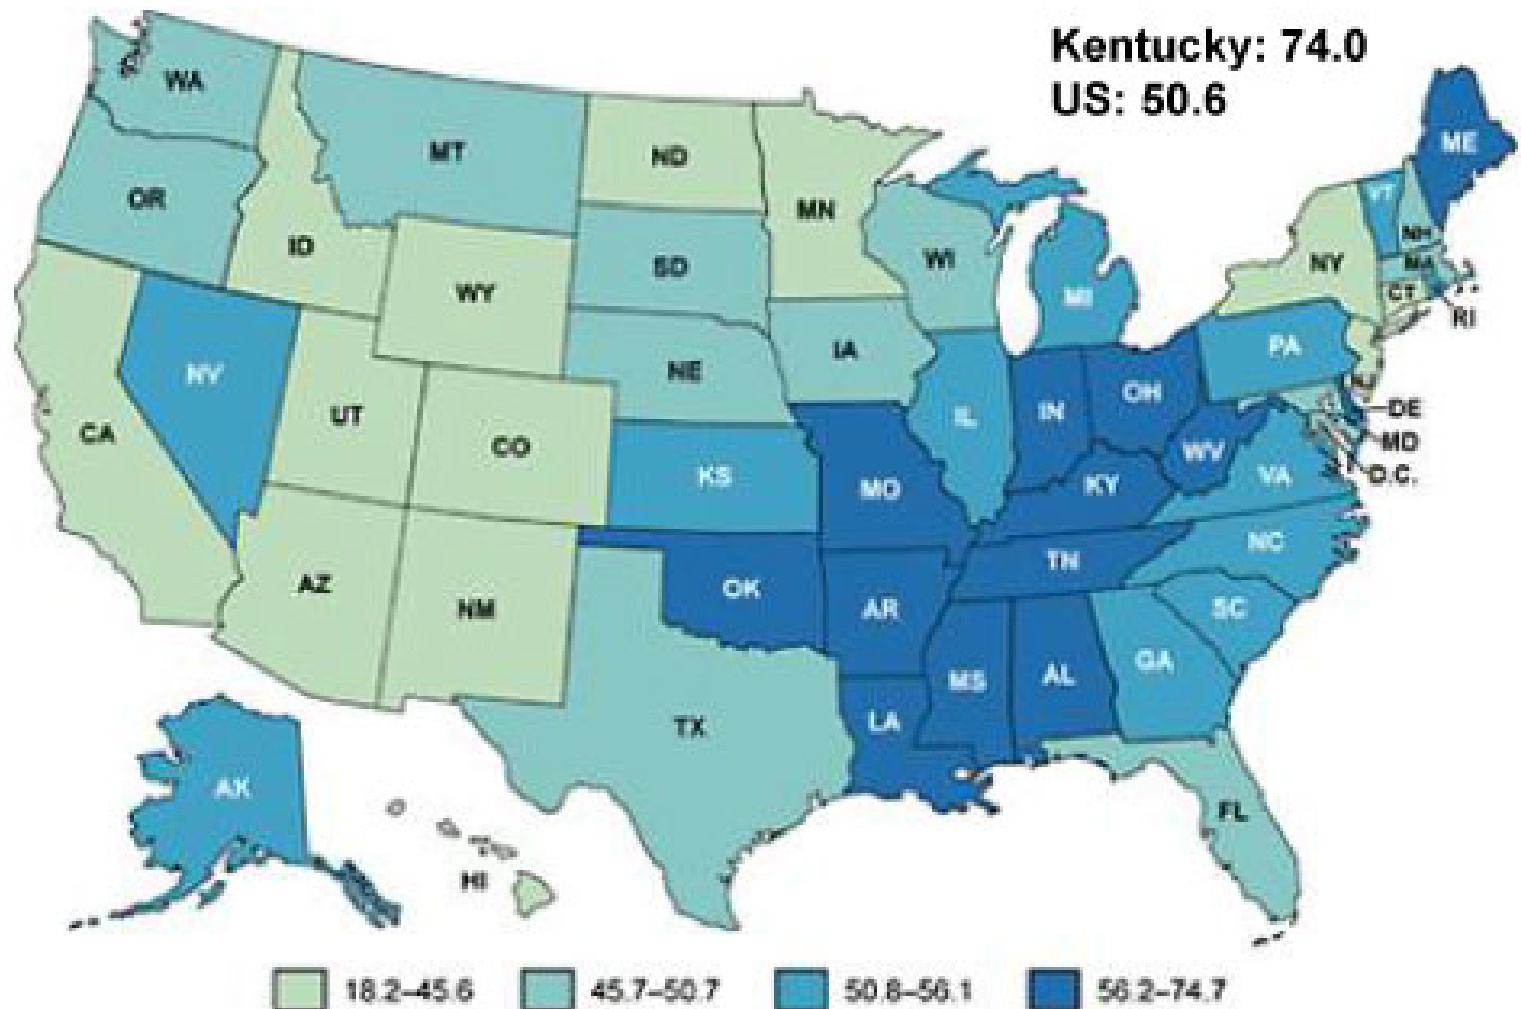 Kentucky: 74.0
US: 50.6
WA
MT
ND
MN
OR
ID
WY
SD
WI
MI
NY
VT
NH
ME
MA
CT
RI
NV
UT
CO
CA
NE
IA
IL
IN
OH
PA
NJ
DE
MD
D.C.
WV
VA
KS
MO
KY
NC
TN
AZ
NM
OK
AR
SC
TX
LA
MS
AL
GA
FL
AK
HI
18.2–45.6
45.7–50.7
50.8–56.1
56.2–74.7